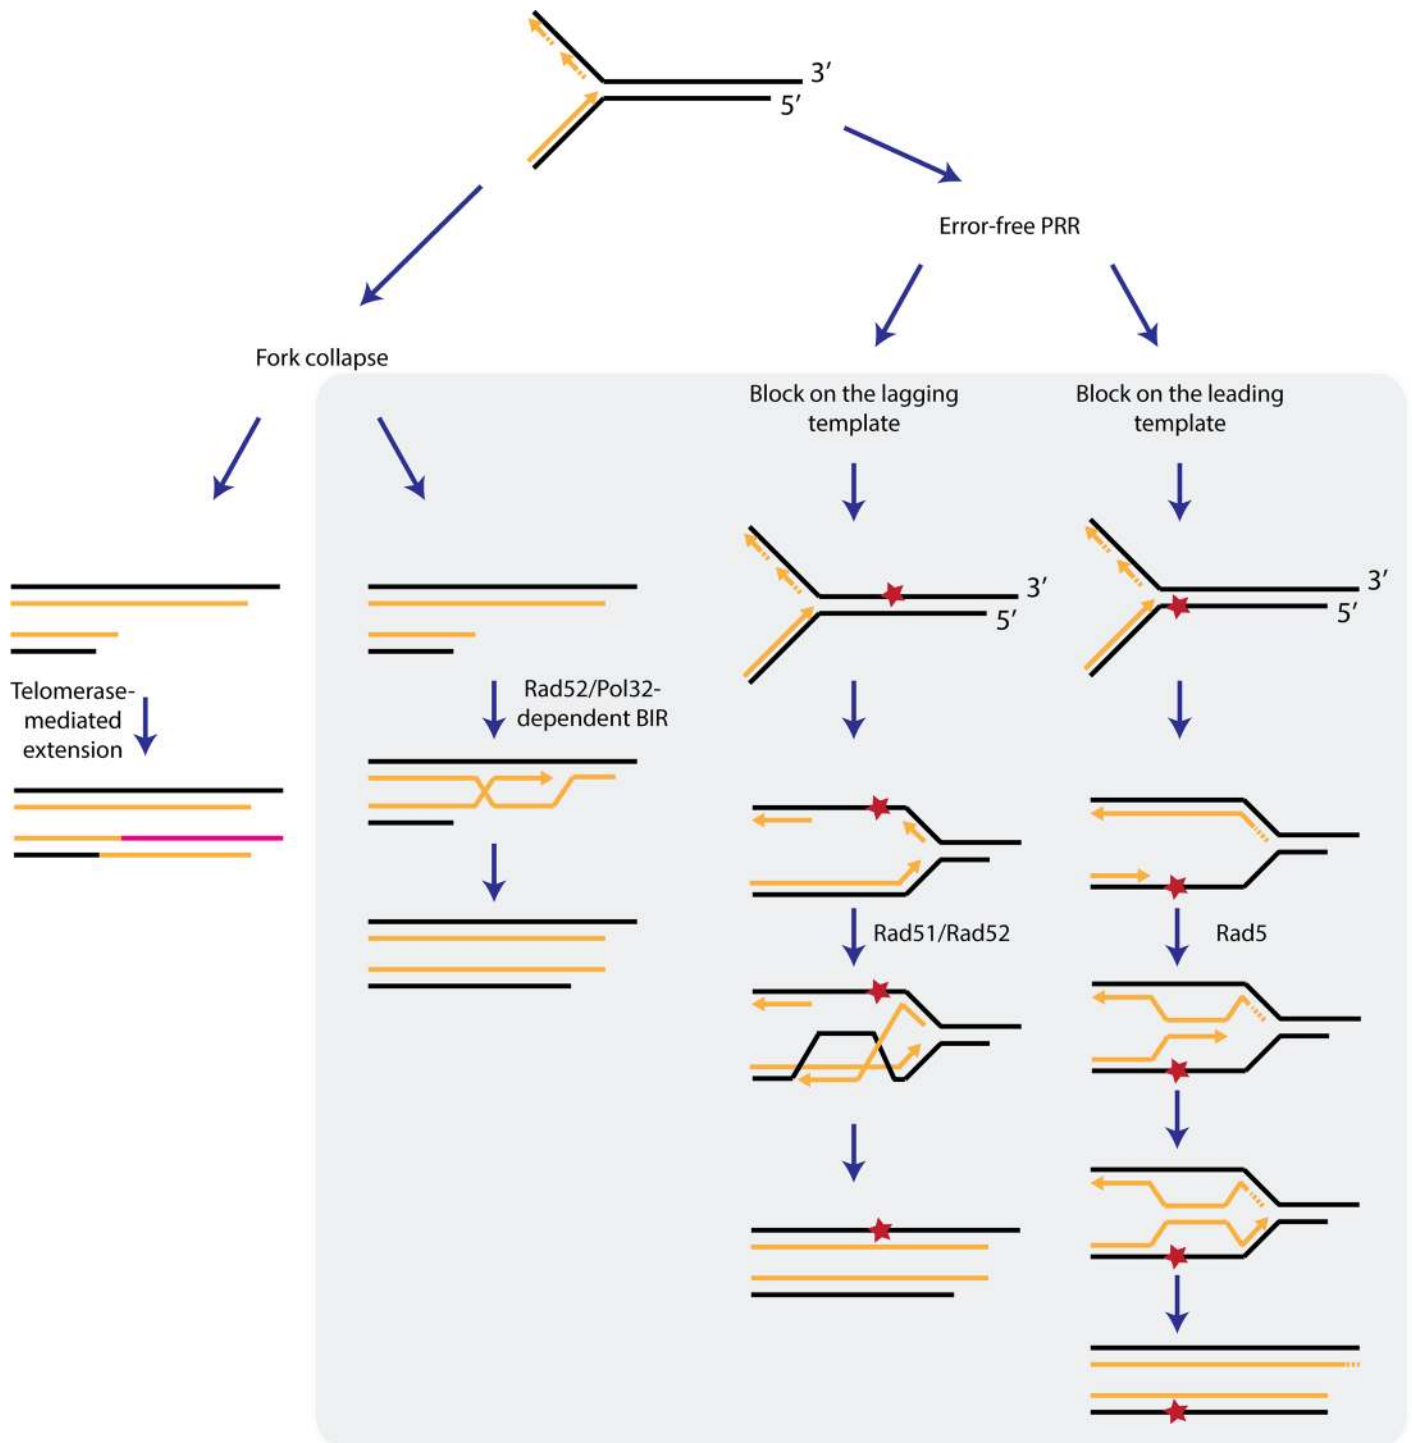 3′
5′
Error-free PRR
Fork collapse
Block on the lagging
template
Block on the leading
template
3′
5′
3′
5′
Telomerase-
mediated
extension
Rad52/Pol32-
dependent BIR
Rad51/Rad52
Rad5